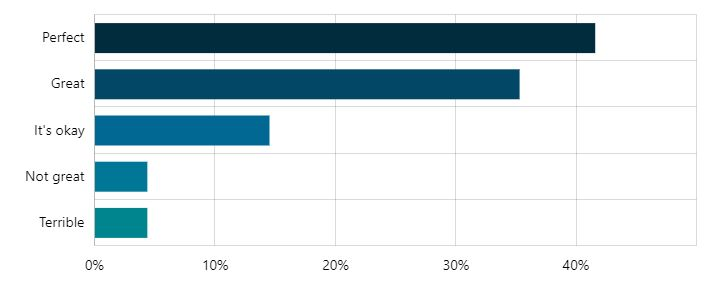 Perfect
Great
It's okay
Not great
Terrible
0% 10% 20% 30% 40%